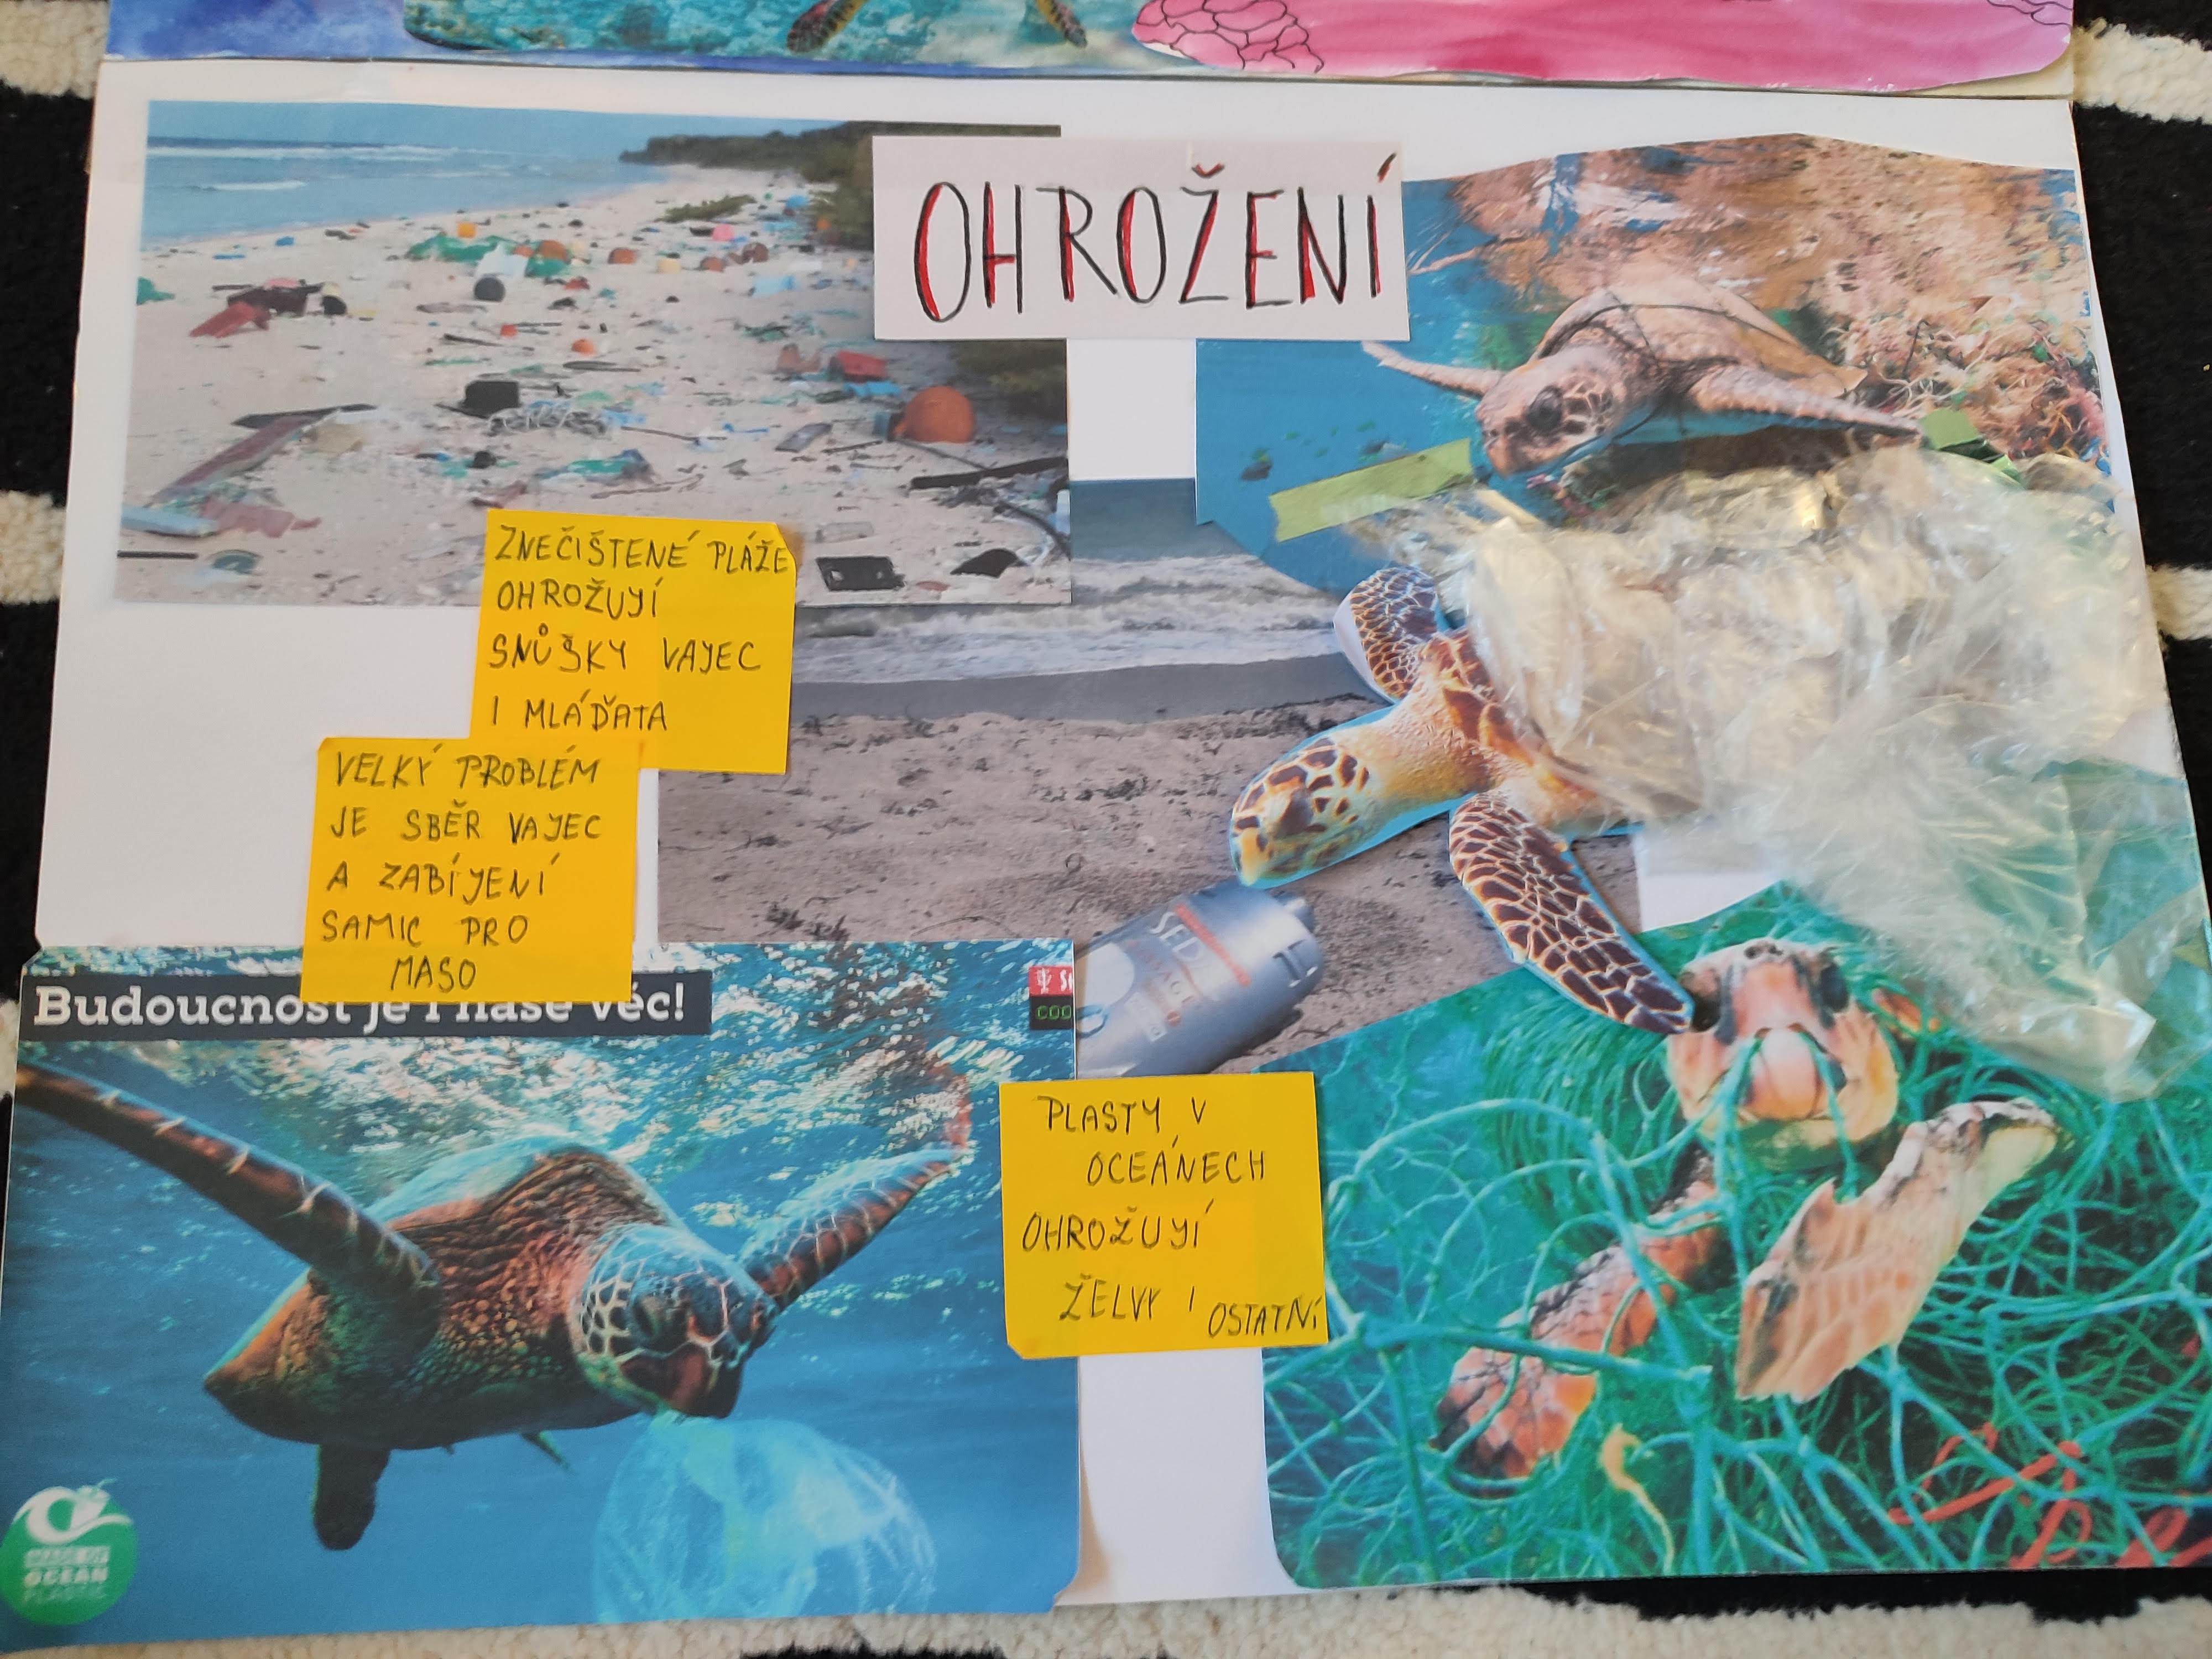 OHROŽENÍ
ZNEČIŠTENÉ PLÁŽE
OHROŽUJÍ
SNŮŠKY VAJEC
I MLÁĎATA
VELKÝ PROBLÉM
JE SBĚR VAJEC
A ZABÍJENÍ
SAMIC PRO
MASO
Budoucnost je i naše věc!
COO
PLASTY V
OCEÁNECH
OHROŽUJÍ
ŽELVY I OSTATNÍ
MADE OF
OCEAN
PLASTIC